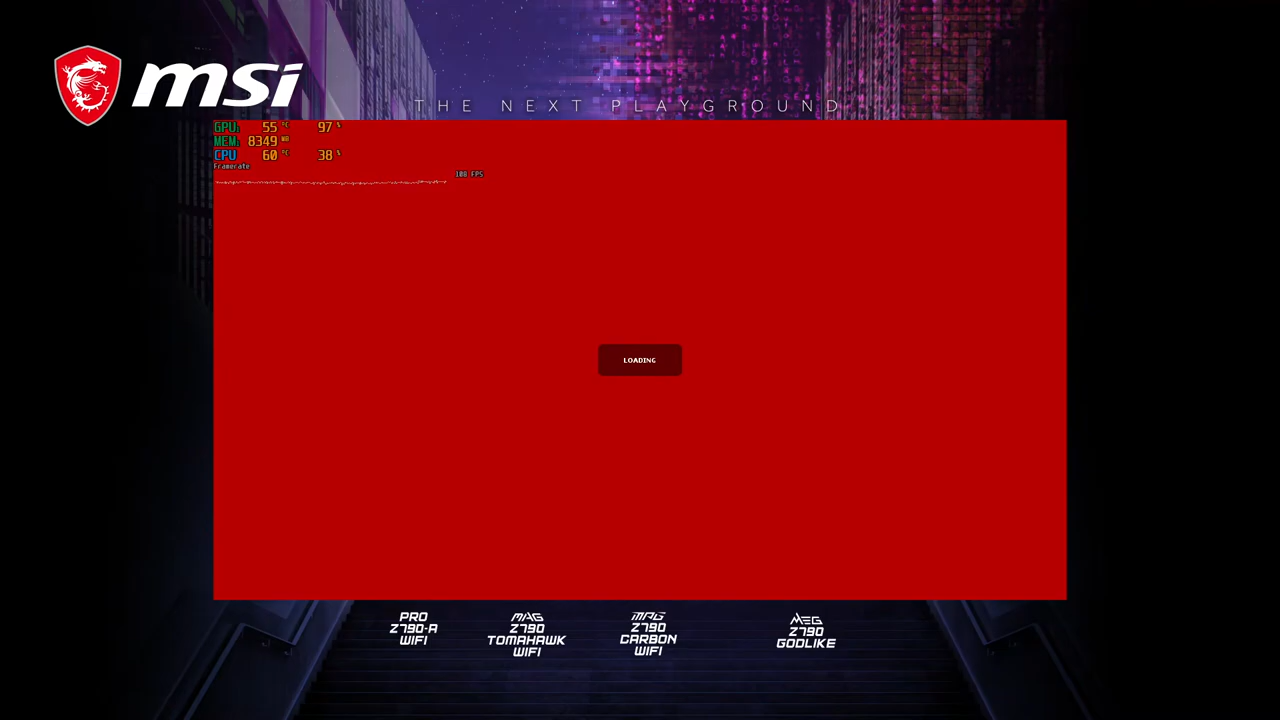 msi
THE NEXT PLAYGROUND
GPU 55 °C 97 %
MEM 8349 MB
CPU 60 °C 38 %
Framerate
108 FPS
LOADING
PRO
Z790-A
WIFI
MAG
Z790
TOMAHAWK
WIFI
MPG
Z790
CARBON
WIFI
MEG
Z790
GODLIKE